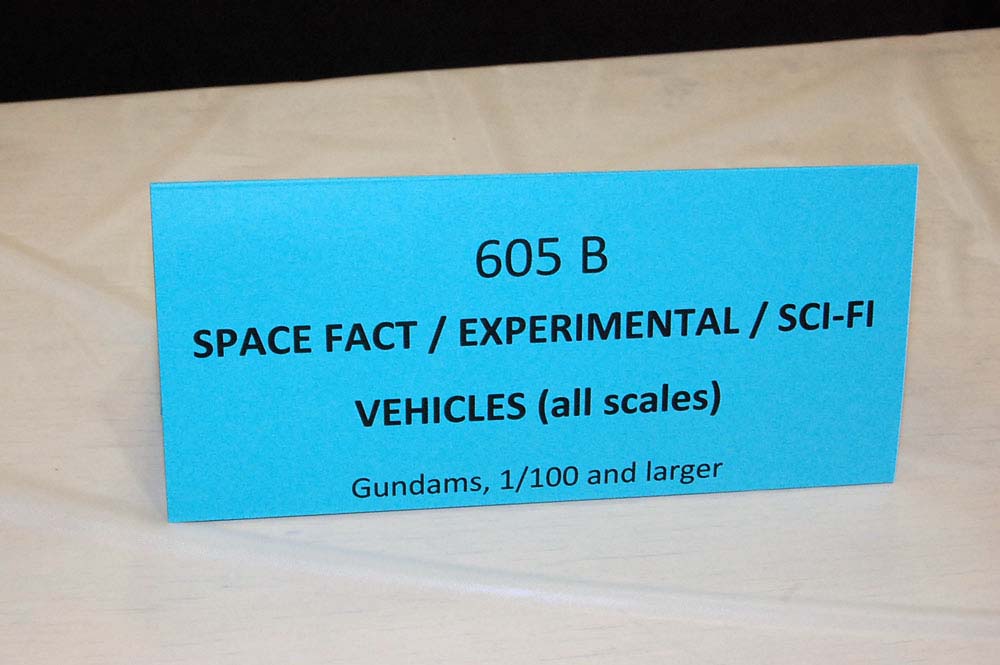 605 B
SPACE FACT / EXPERIMENTAL / SCI-FI
VEHICLES (all scales)
Gundams, 1/100 and larger